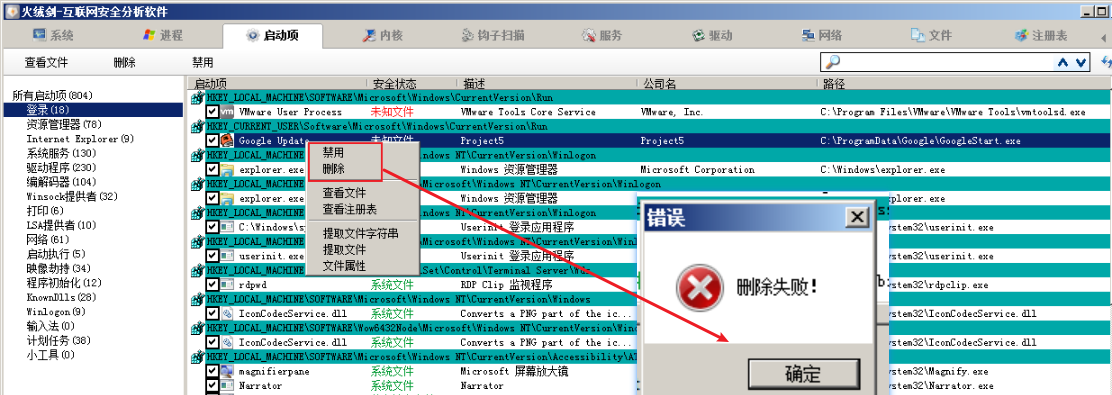 火绒剑-互联网安全分析软件
系统 进程 启动项 内核 钩子扫描 服务 驱动 网络 文件 注册表
查看文件 删除 禁用
启动项 安全状态 描述 公司名 路径
所有启动项(804)
登录(18)
资源管理器(78)
Internet Explorer(9)
系统服务(130)
驱动程序(230)
编解码器(104)
Winsock提供者(32)
打印(6)
LSA提供者(10)
网络(61)
启动执行(5)
映像劫持(34)
程序初始化(12)
KnownDlls(28)
Winlogon(9)
输入法(0)
计划任务(38)
小工具(0)
HKEY_LOCAL_MACHINE\SOFTWARE\Microsoft\Windows\CurrentVersion\Run
VMware User Process 未知文件 VMware Tools Core Service VMware, Inc. C:\Program Files\VMware\VMware Tools\vmtoolsd.exe
HKEY_CURRENT_USER\Software\Microsoft\Windows\CurrentVersion\Run
Google Updat 未知文件 Project5 Project5 C:\ProgramData\Google\GoogleStart.exe
ndows NT\CurrentVersion\Winlogon
explorer.exe Windows 资源管理器 Microsoft Corporation C:\Windows\explorer.exe
HKEY_LOCAL_M t\Microsoft\Windows NT\CurrentVersion\Winlogon
explorer.exe Windows 资源管理器 xplorer.exe
HKEY_LOCAL_M ndows NT\CurrentVersion\Winlogon
C:\Windows\sy Userinit 登录应用程序 stem32\userinit.exe
HKEY_LOCAL_M \Microsoft\Windows NT\CurrentVersion\Winl
userinit.exe Userinit 登录应用程序 stem32\userinit.exe
HKEY_LOCAL_M lSet\Control\Terminal Server\Wds
rdpwd 系统文件 RDP Clip 监视程序 stem32\rdpclip.exe
HKEY_LOCAL_MACHINE\SOFTWARE\Microsoft\Windows NT\CurrentVersion\Windows
IconCodecService.dll 系统文件 Converts a PNG part of the ic... stem32\IconCodecService.dll
HKEY_LOCAL_MACHINE\SOFTWARE\Wow6432Node\Microsoft\Windows NT\CurrentVersion\Windows
IconCodecService.dll 系统文件 Converts a PNG part of the ic... stem32\IconCodecService.dll
HKEY_LOCAL_MACHINE\SOFTWARE\Microsoft\Windows NT\CurrentVersion\Accessibility\AT
magnifierpane 系统文件 Microsoft 屏幕放大镜 stem32\Magnify.exe
Narrator 系统文件 Narrator stem32\Narrator.exe
禁用
删除
查看文件
查看注册表
提取文件字符串
提取文件
文件属性
错误
删除失败!
确定